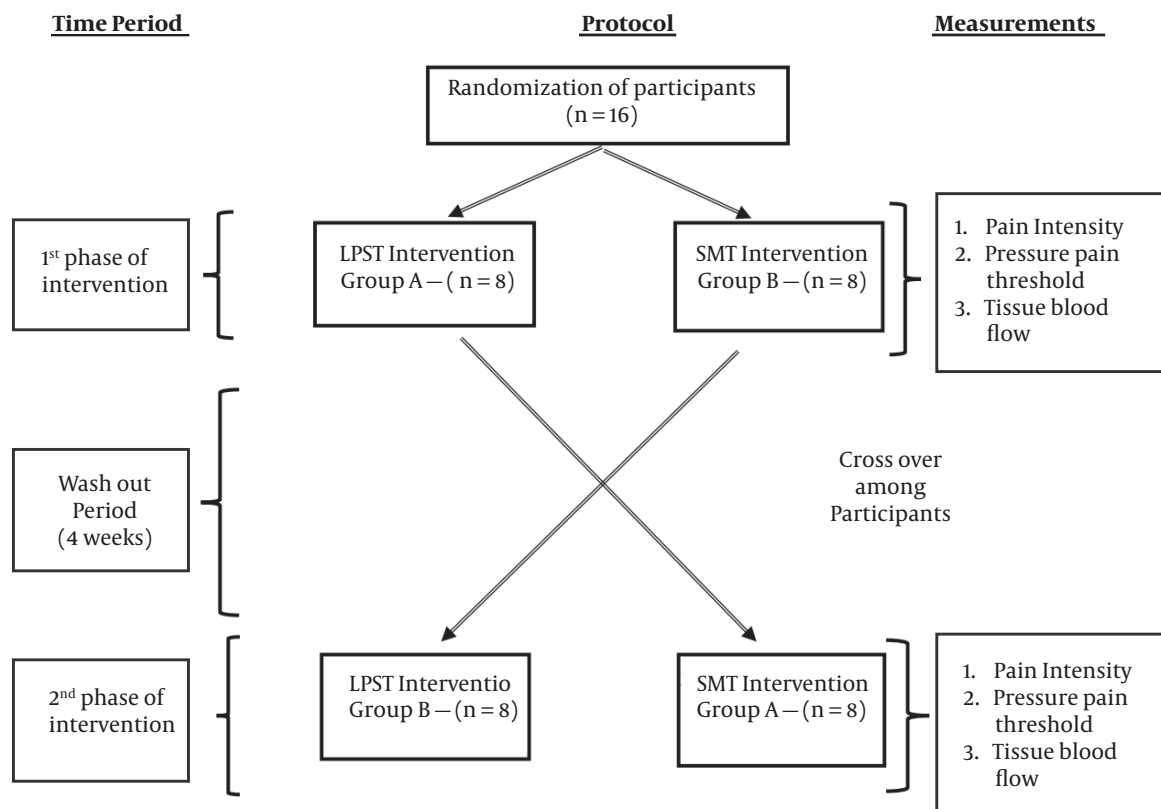 Time Period
Protocol
Measurements
Randomization of participants
(n = 16)
1st phase of
intervention
LPST Intervention
Group A – ( n = 8)
SMT Intervention
Group B – (n = 8)
1. Pain Intensity
2. Pressure pain
threshold
3. Tissue blood
flow
Wash out
Period
(4 weeks)
Cross over
among
Participants
2nd phase of
intervention
LPST Interventio
Group B – (n = 8)
SMT Intervention
Group A – (n = 8)
1. Pain Intensity
2. Pressure pain
threshold
3. Tissue blood
flow